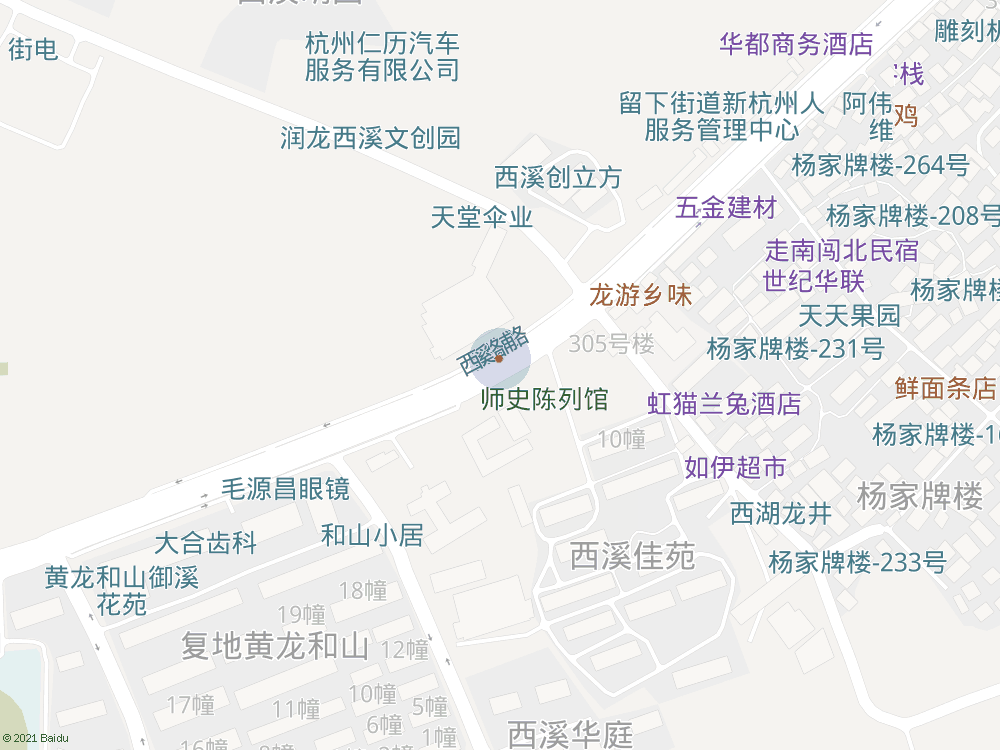 街电
杭州仁历汽车
服务有限公司
华都商务酒店
留下街道新杭州人
服务管理中心
阿伟
维
鸡
栈
润龙西溪文创园
杨家牌楼-264号
西溪创立方
天堂伞业
五金建材
杨家牌楼-208号
走南闯北民宿
世纪华联
龙游乡味
杨家牌
天天果园
305号楼
杨家牌楼-231号
师史陈列馆
虹猫兰兔酒店
鲜面条店
10幢
杨家牌楼-1
如伊超市
毛源昌眼镜
杨家牌楼
西湖龙井
大合齿科
和山小居
西溪佳苑
杨家牌楼-233号
黄龙和山御溪
花苑
18幢
19幢
复地黄龙和山
12幢
17幢
10幢
11幢
5幢
6幢
1幢
西溪华庭
16幢
© 2021 Baidu